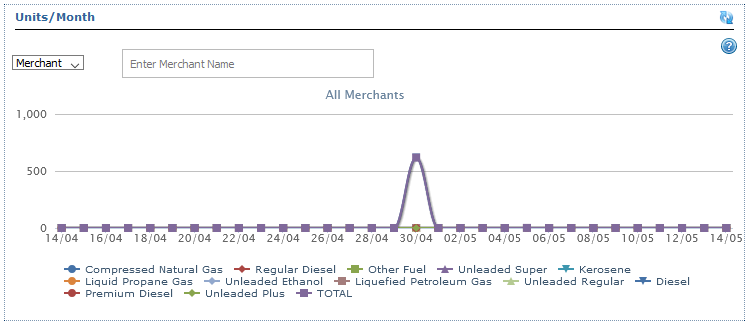 Units/Month
?
Merchant
Enter Merchant Name
All Merchants
1,000
500
0
14/04 16/04 18/04 20/04 22/04 24/04 26/04 28/04 30/04 02/05 04/05 06/05 08/05 10/05 12/05 14/05
Compressed Natural Gas Regular Diesel Other Fuel Unleaded Super Kerosene
Liquid Propane Gas Unleaded Ethanol Liquefied Petroleum Gas Unleaded Regular Diesel
Premium Diesel Unleaded Plus TOTAL